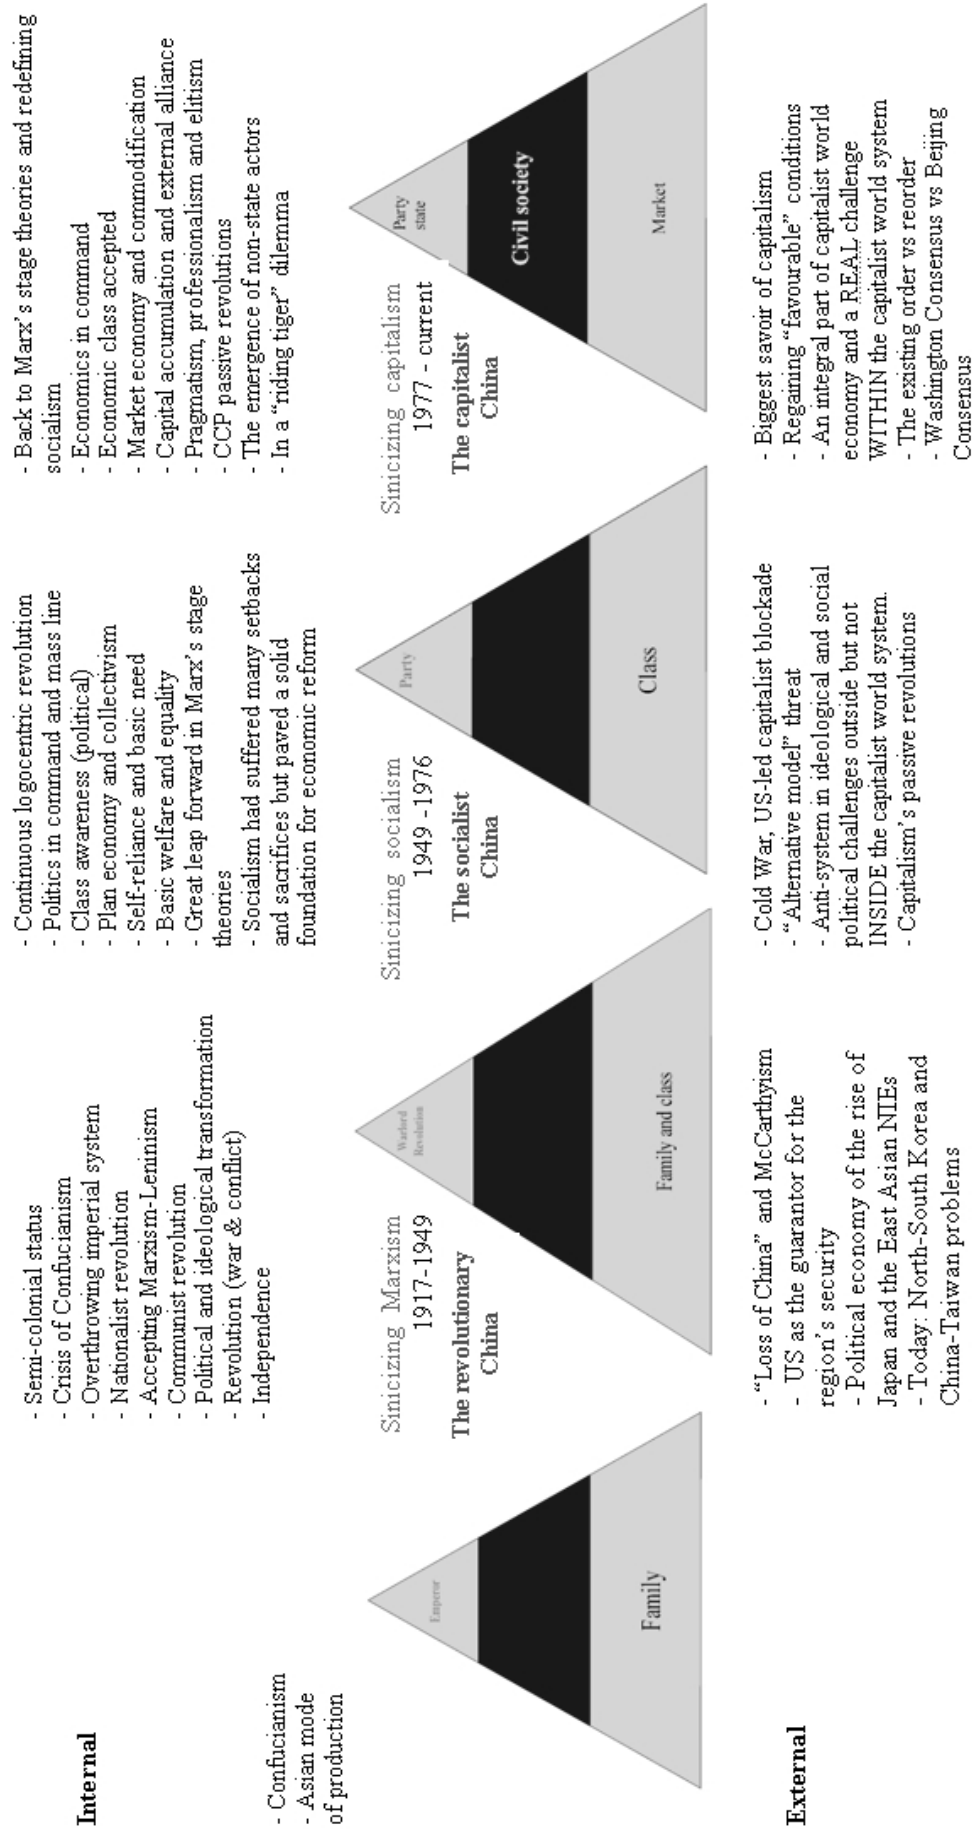 Internal
- Confucianism
- Asian mode
of production
- Semi-colonial status
- Crisis of Confucianism
- Overthrowing imperial system
- Nationalist revolution
- Accepting Marxism-Leninism
- Communist revolution
- Political and ideological transformation
- Revolution (war & conflict)
- Independence
- Continuous logocentric revolution
- Politics in command and mass line
- Class awareness (political)
- Plan economy and collectivism
- Self-reliance and basic need
- Basic welfare and equality
- Great leap forward in Marx's stage
theories
- Socialism had suffered many setbacks
and sacrifices but paved a solid
foundation for economic reform
- Back to Marx's stage theories and redefining
socialism
- Economics in command
- Economic class accepted
- Market economy and commodification
- Capital accumulation and external alliance
- Pragmatism, professionalism and elitism
- CCP passive revolutions
- The emergence of non-state actors
- In a "riding tiger" dilemma
Emperor
Family
Sinicizing Marxism
1917-1949
The revolutionary
China
Warlord
Revolution
Family and class
Sinicizing socialism
1949 -1976
The socialist
China
Party
Class
Sinicizing capitalism
1977 - current
The capitalist
China
Party
state
Civil society
Market
External
- "Loss of China" and McCarthyism
- US as the guarantor for the
region's security
- Political economy of the rise of
Japan and the East Asian NIEs
- Today: North-South Korea and
China-Taiwan problems
- Cold War, US-led capitalist blockade
- "Alternative model" threat
- Anti-system in ideological and social
political challenges outside but not
INSIDE the capitalist world system.
- Capitalism's passive revolutions
- Biggest savoir of capitalism
- Regaining "favourable" conditions
- An integral part of capitalist world
economy and a REAL challenge
WITHIN the capitalist world system
- The existing order vs reorder
- Washington Consensus vs Beijing
Consensus